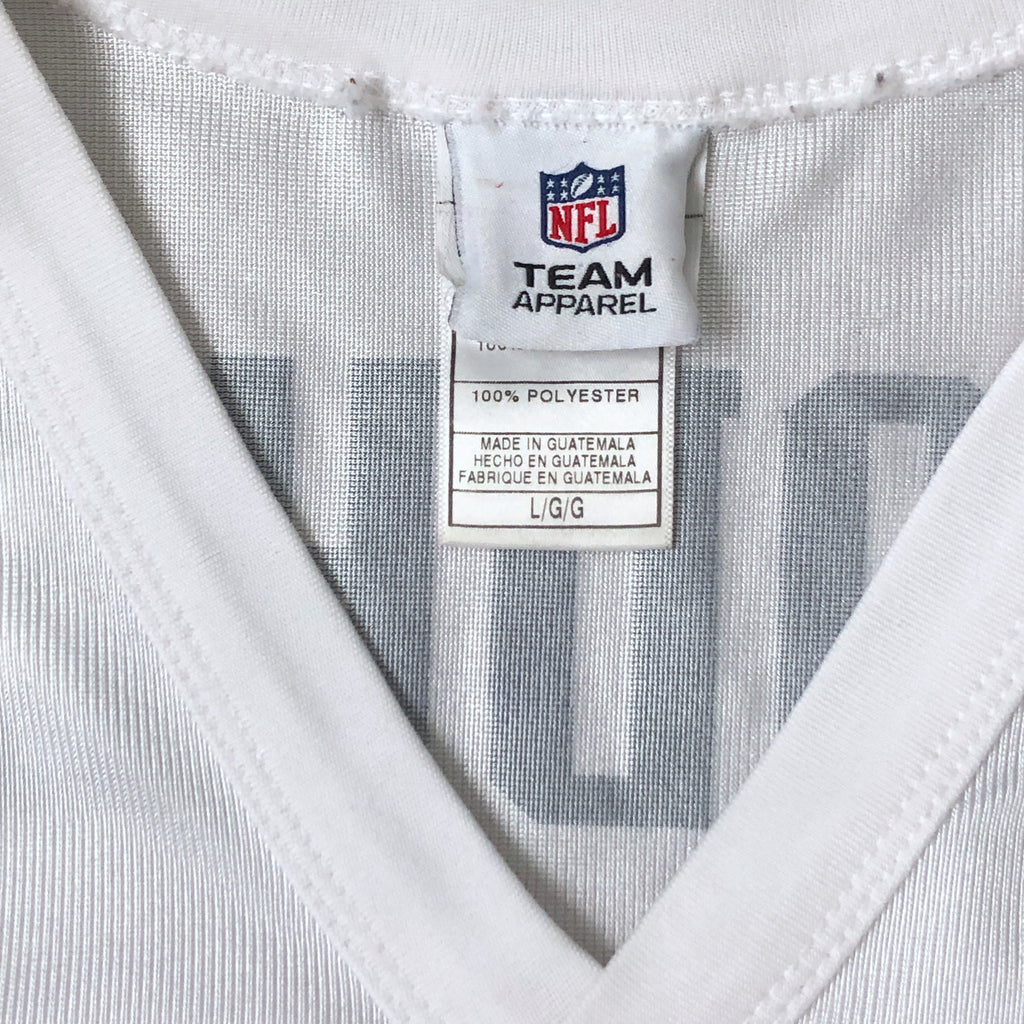 NFL
TEAM
APPAREL
100% POLYESTER
MADE IN GUATEMALA
HECHO EN GUATEMALA
FABRIQUE EN GUATEMALA
L/G/G